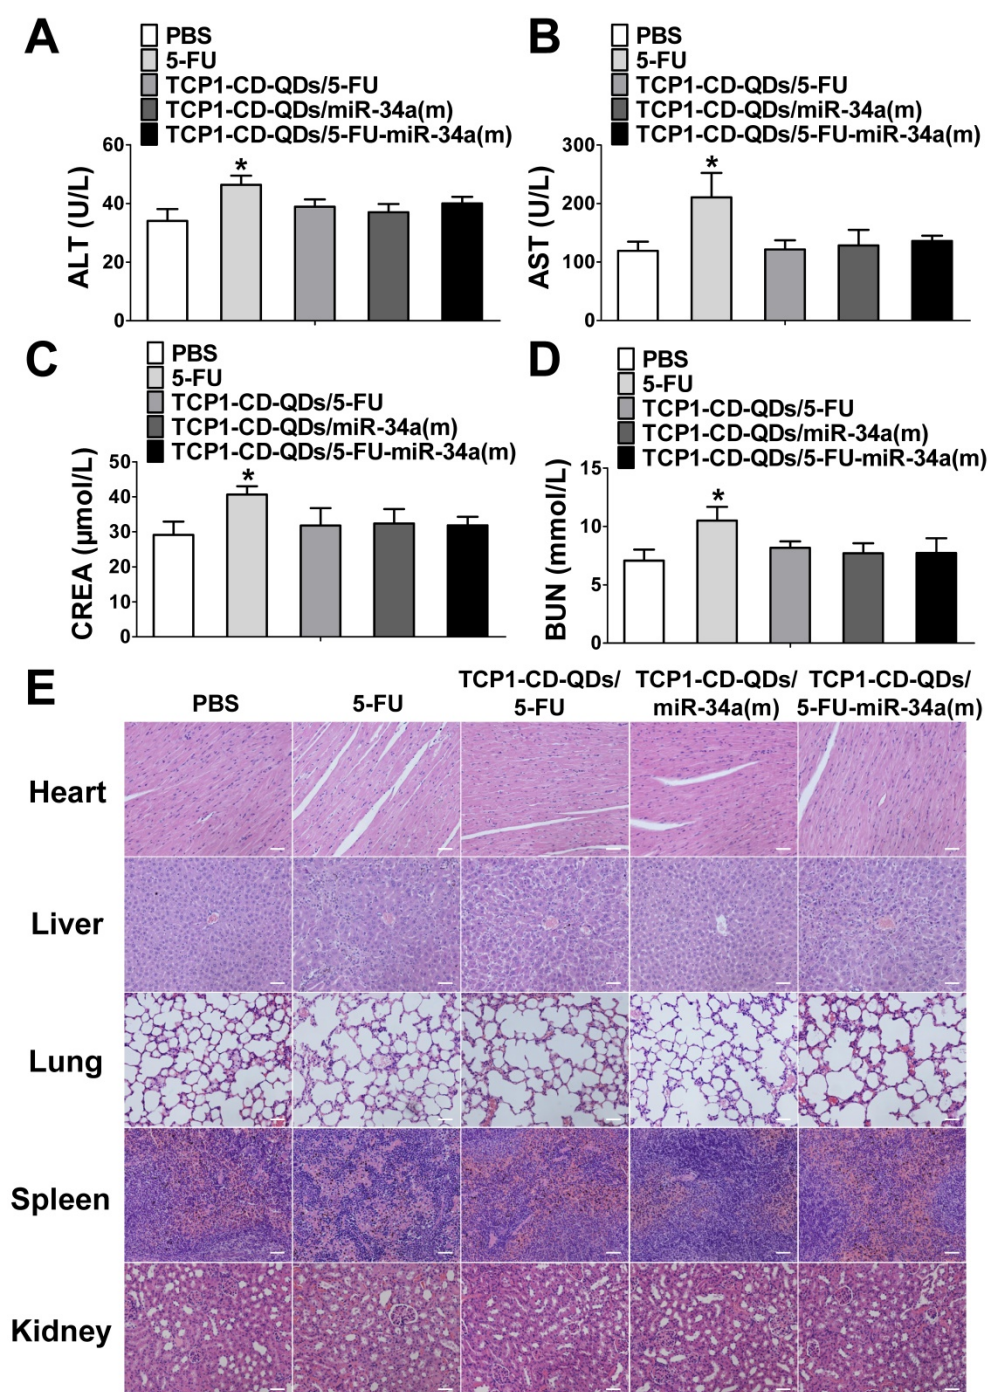 A
PBS
5-FU
TCP1-CD-QDs/5-FU
TCP1-CD-QDs/miR-34a(m)
TCP1-CD-QDs/5-FU-miR-34a(m)
60
40
20
0
ALT (U/L)
*
B
PBS
5-FU
TCP1-CD-QDs/5-FU
TCP1-CD-QDs/miR-34a(m)
TCP1-CD-QDs/5-FU-miR-34a(m)
300
200
100
0
AST (U/L)
*
C
PBS
5-FU
TCP1-CD-QDs/5-FU
TCP1-CD-QDs/miR-34a(m)
TCP1-CD-QDs/5-FU-miR-34a(m)
50
40
30
20
10
0
CREA (µmol/L)
*
D
PBS
5-FU
TCP1-CD-QDs/5-FU
TCP1-CD-QDs/miR-34a(m)
TCP1-CD-QDs/5-FU-miR-34a(m)
15
10
5
0
BUN (mmol/L)
*
E
PBS
5-FU
TCP1-CD-QDs/
5-FU
TCP1-CD-QDs/
miR-34a(m)
TCP1-CD-QDs/
5-FU-miR-34a(m)
Heart
Liver
Lung
Spleen
Kidney